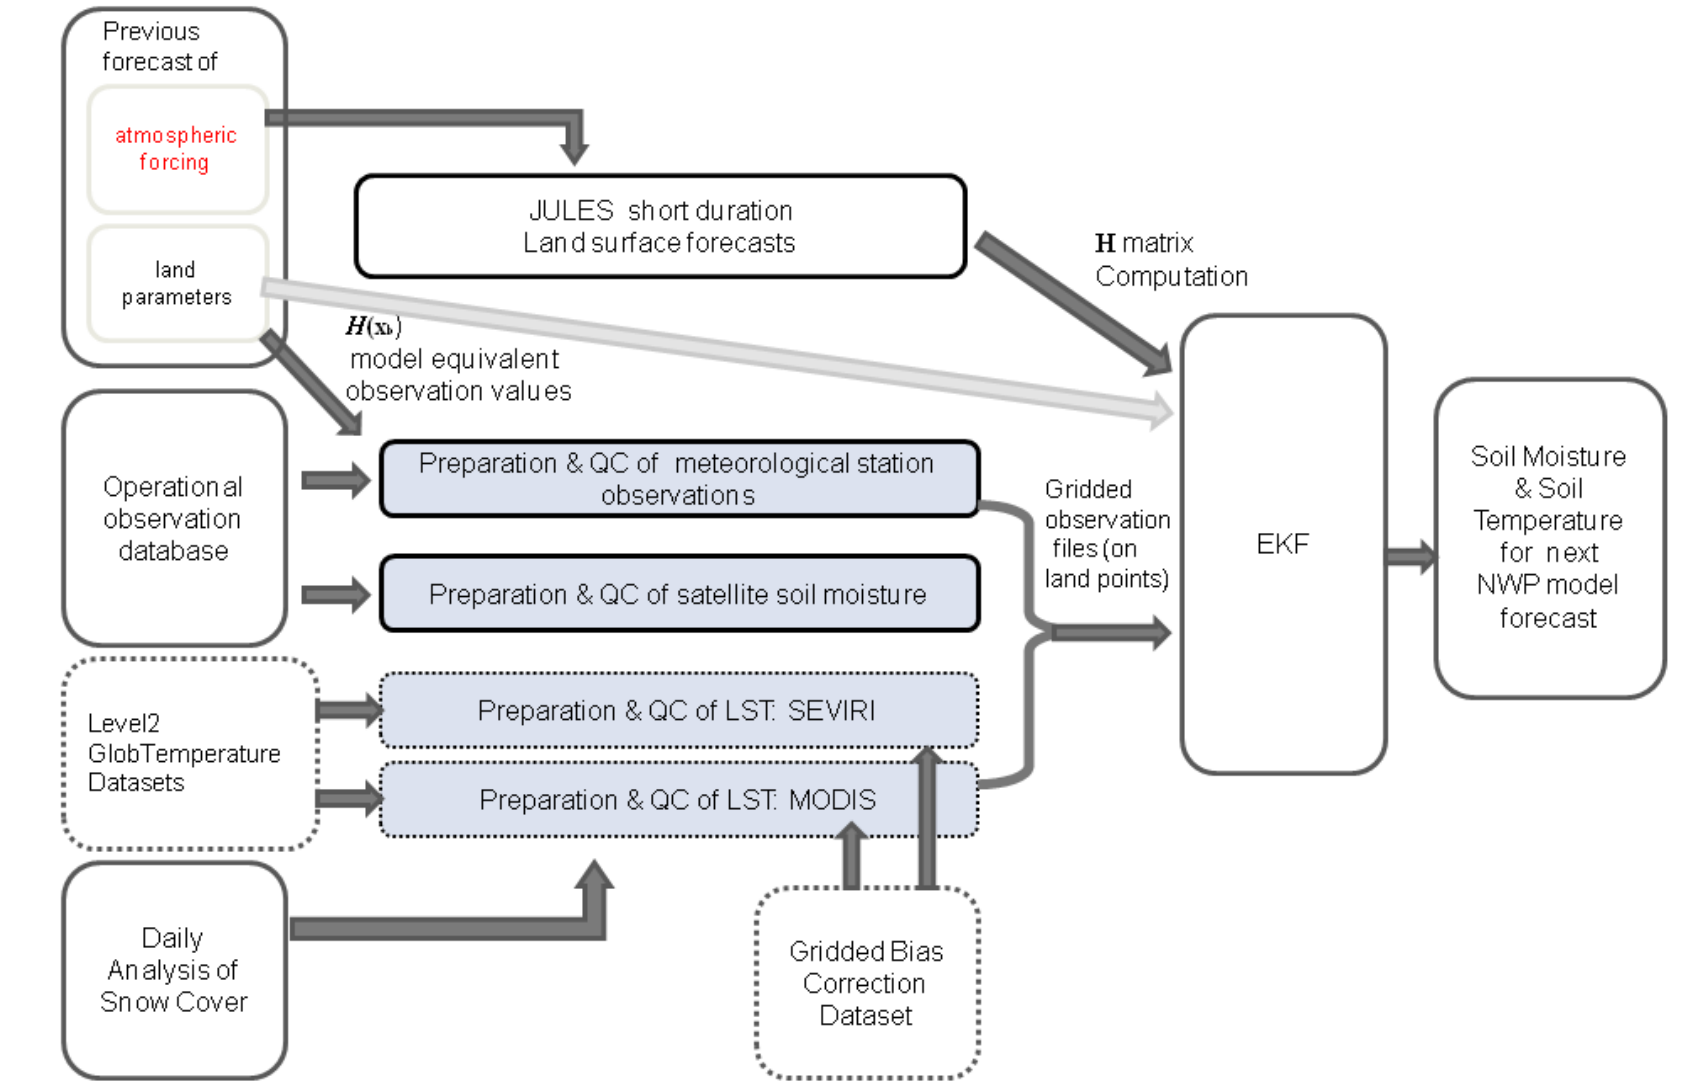 Previous
forecast of
atmospheric
forcing
land
parameters
JULES short duration
Land surface forecasts
H matrix
Computation
H(xb)
model equivalent
observation values
Operational
observation
database
Preparation & QC of meteorological station
observations
Preparation & QC of satellite soil moisture
Gridded
observation
files (on
land points)
EKF
Soil Moisture
& Soil
Temperature
for next
NWP model
forecast
Level2
GlobTemperature
Datasets
Preparation & QC of LST: SEVIRI
Preparation & QC of LST: MODIS
Daily
Analysis of
Snow Cover
Gridded Bias
Correction
Dataset